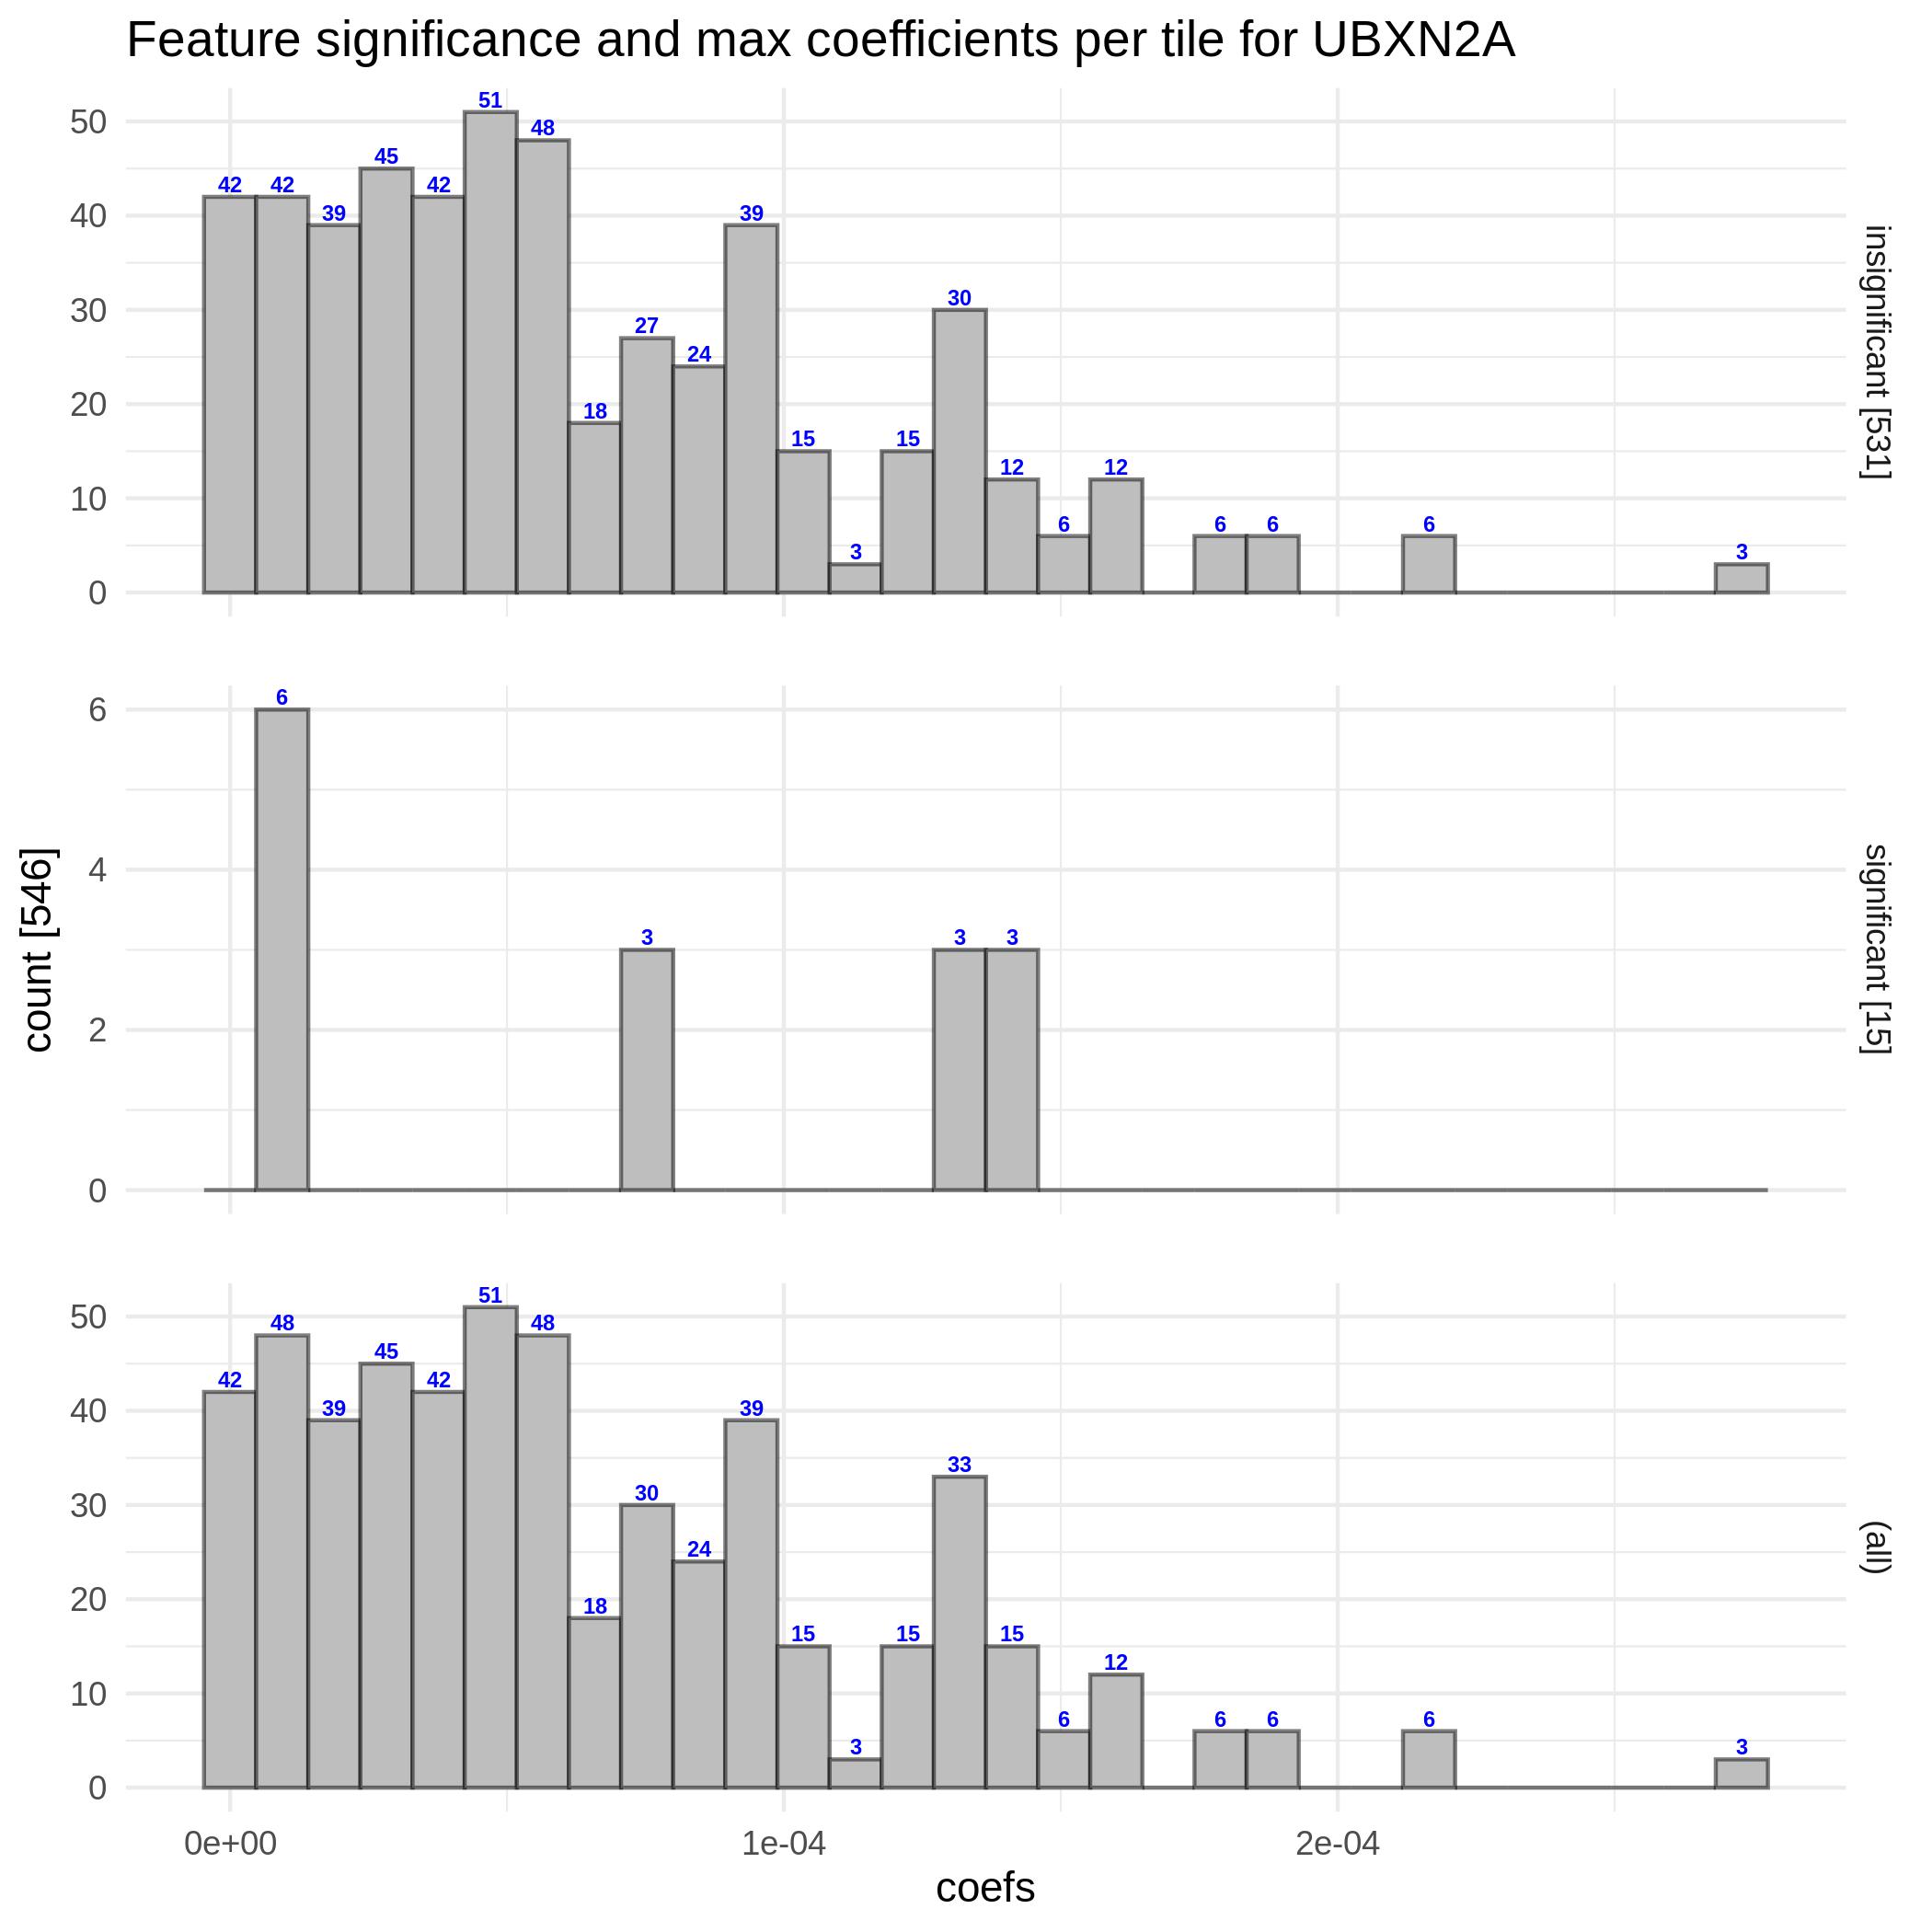 Feature significance and max coefficients per tile for UBXN2A
50
40
30
20
10
0
42 42 39 45 42 51 48 18 27 24 39 15 3 15 30 12 6 12 6 6 6 3
insignificant [531]
6
4
2
0
6 3 3 3
significant [15]
count [546]
50
40
30
20
10
0
42 48 39 45 42 51 48 18 30 24 39 15 3 15 33 15 6 12 6 6 6 3
(all)
0e+00 1e-04 2e-04
coefs